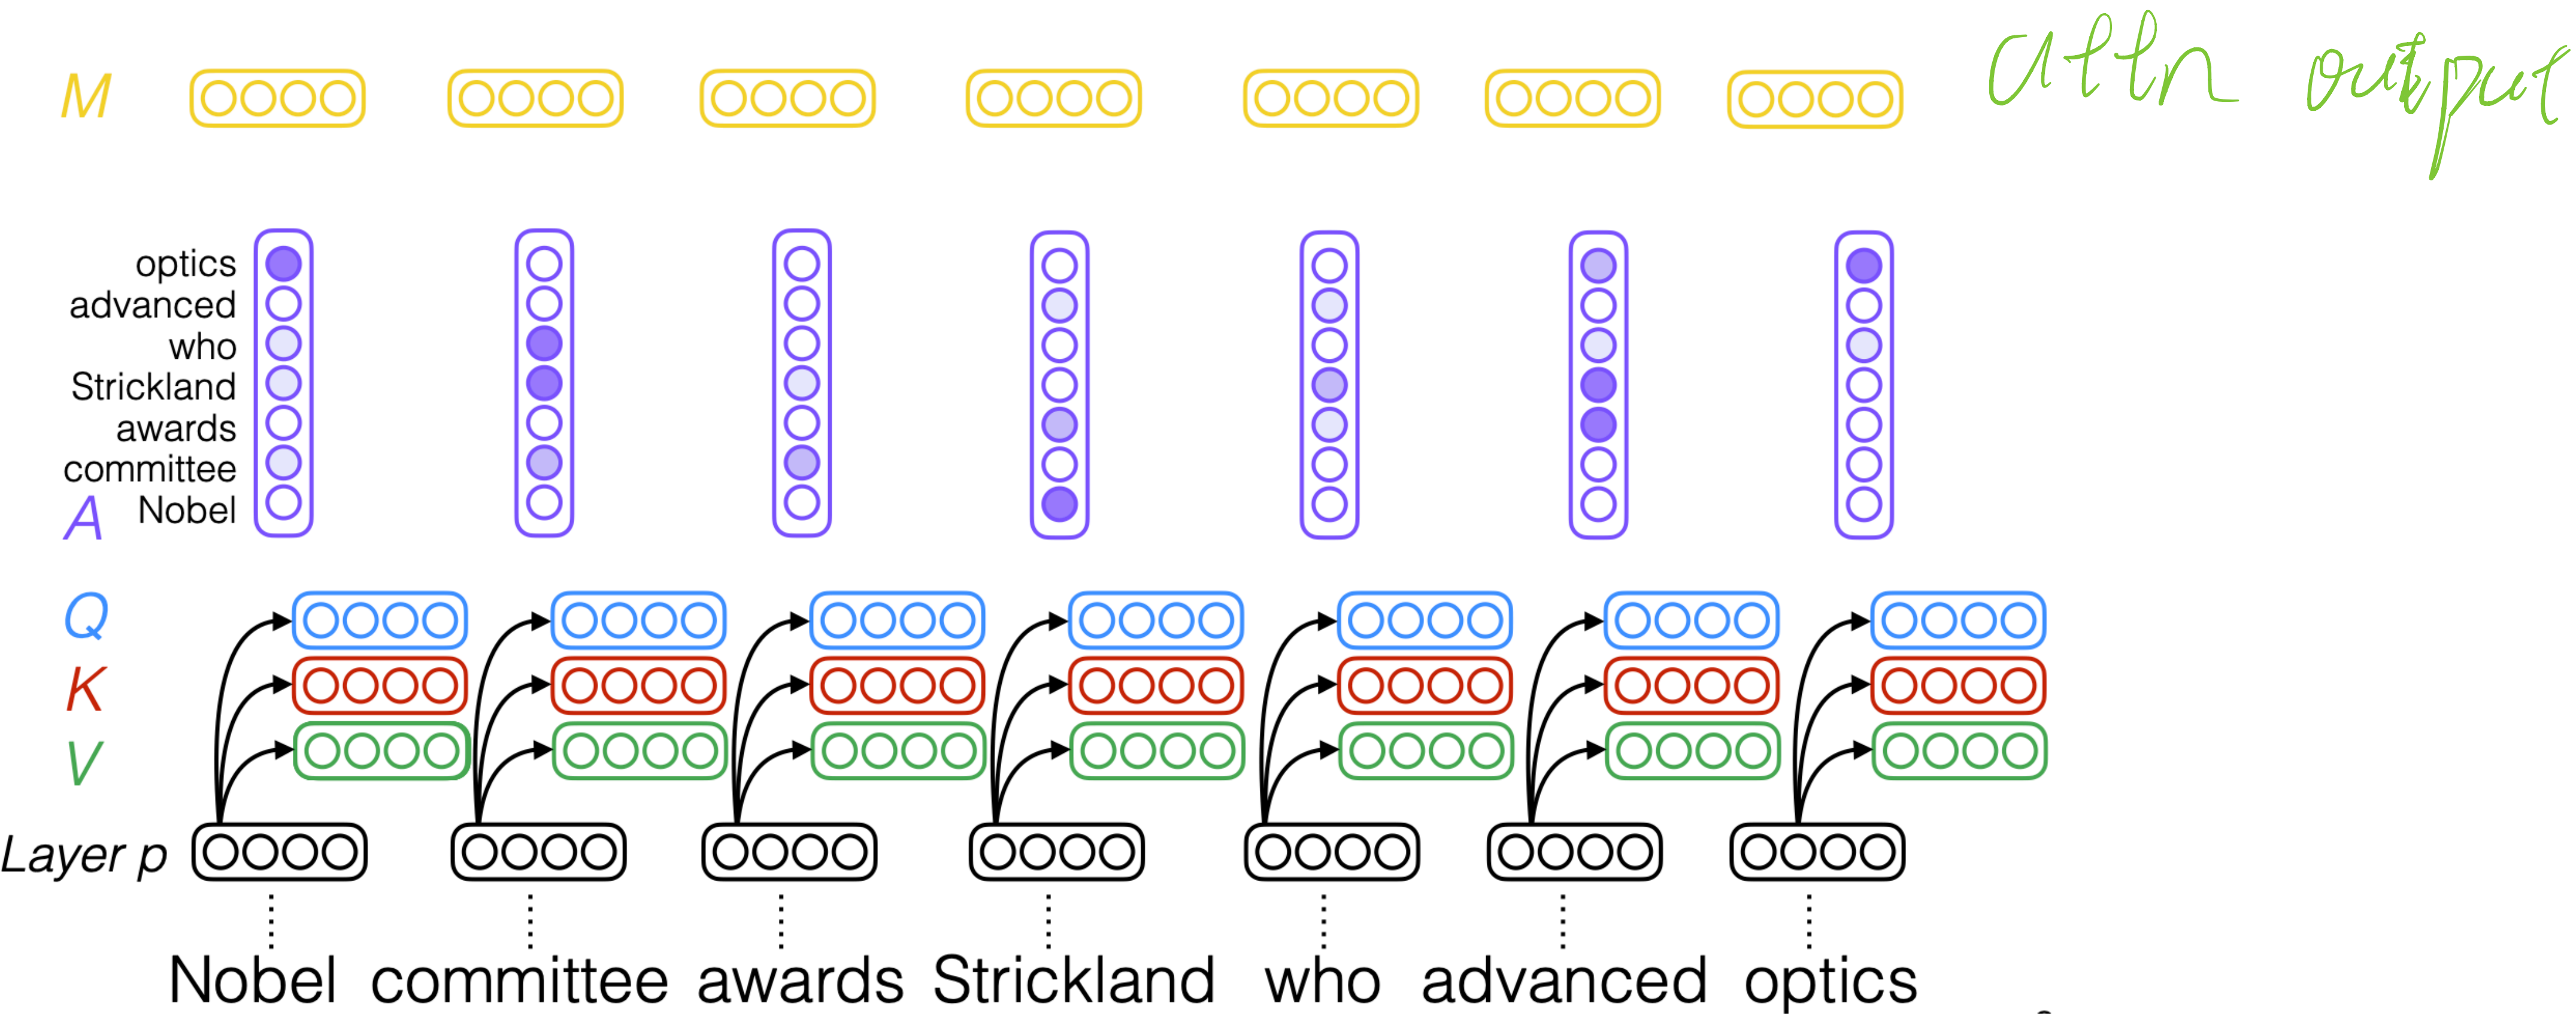 M attn output
optics
advanced
who
Strickland
awards
committee
A Nobel
Q
K
V
Layer p
Nobel committee awards Strickland who advanced optics